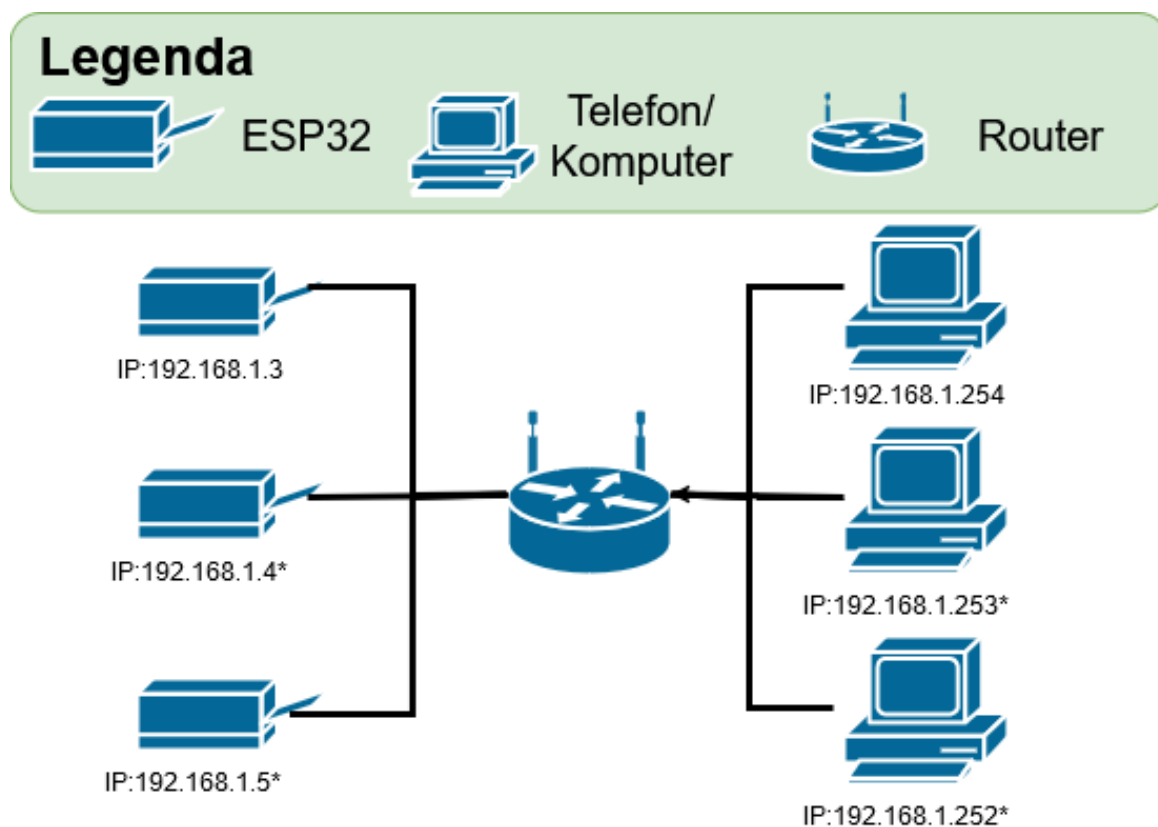 Legenda
ESP32
Telefon/
Komputer
Router
IP:192.168.1.3
IP:192.168.1.254
IP:192.168.1.4*
IP:192.168.1.253*
IP:192.168.1.5*
IP:192.168.1.252*